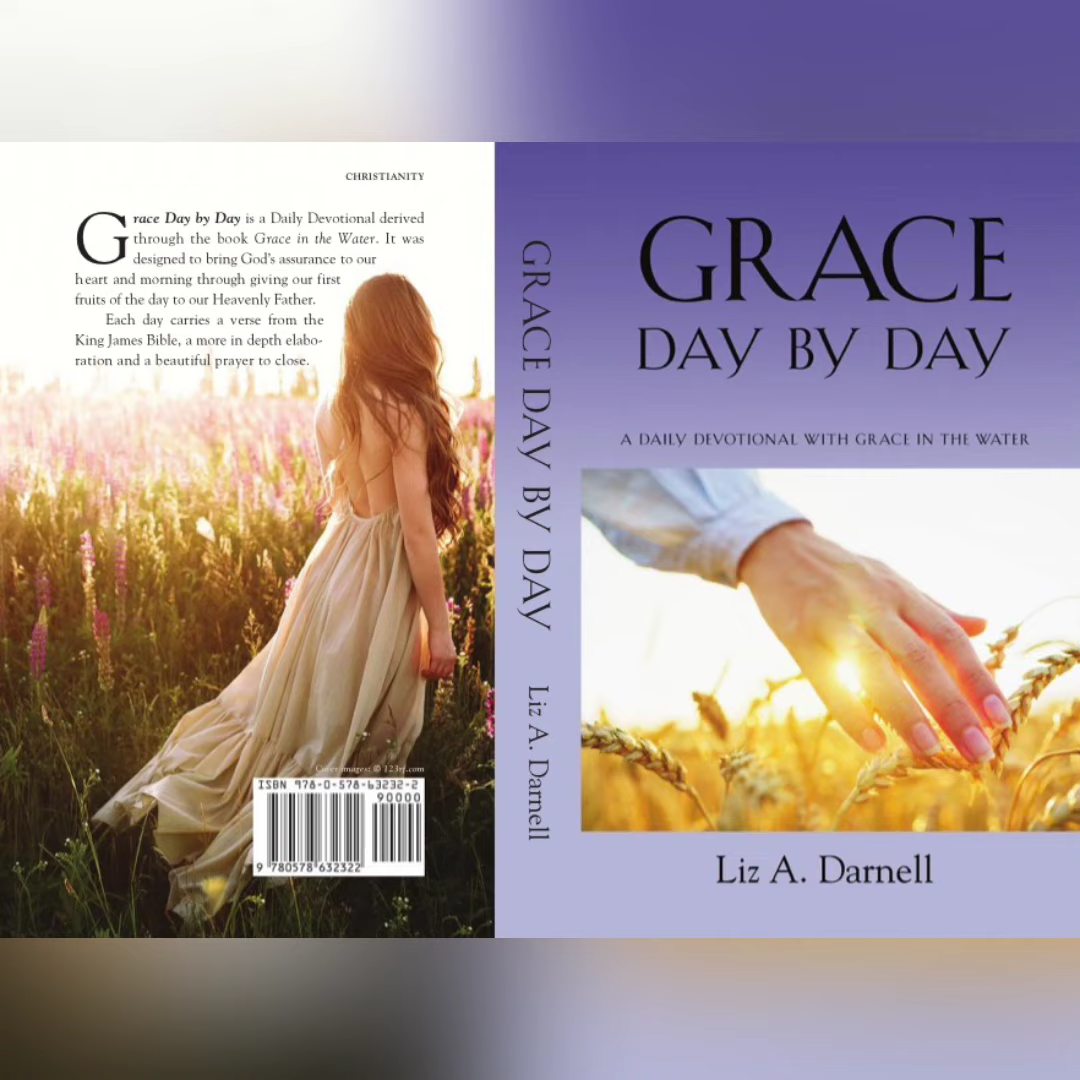 CHRISTIANITY
Grace Day by Day is a Daily Devotional derived
through the book Grace in the Water. It was
designed to bring God's assurance to our
heart and morning through giving our first
fruits of the day to our Heavenly Father.
Each day carries a verse from the
King James Bible, a more in depth elabo-
ration and a beautiful prayer to close.
Cover images: © 123rf.com
ISBN 978-0-578-63232-2
90000
9 780578 632322
GRACE DAY BY DAY
Liz A. Darnell
GRACE
DAY BY DAY
A DAILY DEVOTIONAL WITH GRACE IN THE WATER
Liz A. Darnell